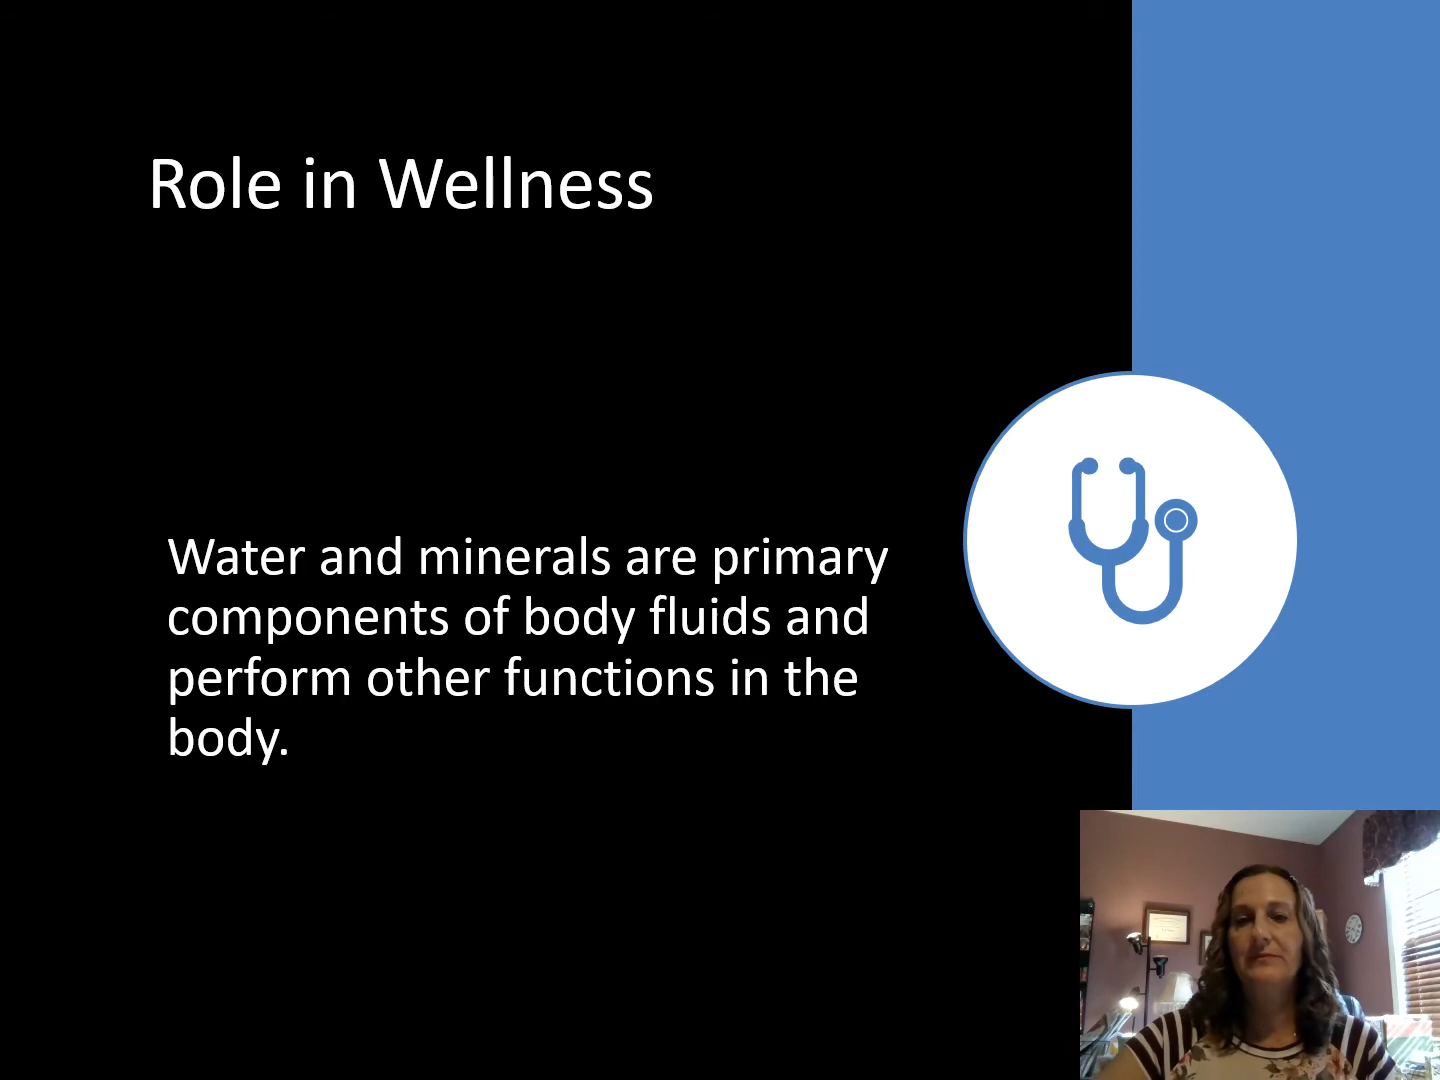 Role in Wellness
Water and minerals are primary
components of body fluids and
perform other functions in the
body.